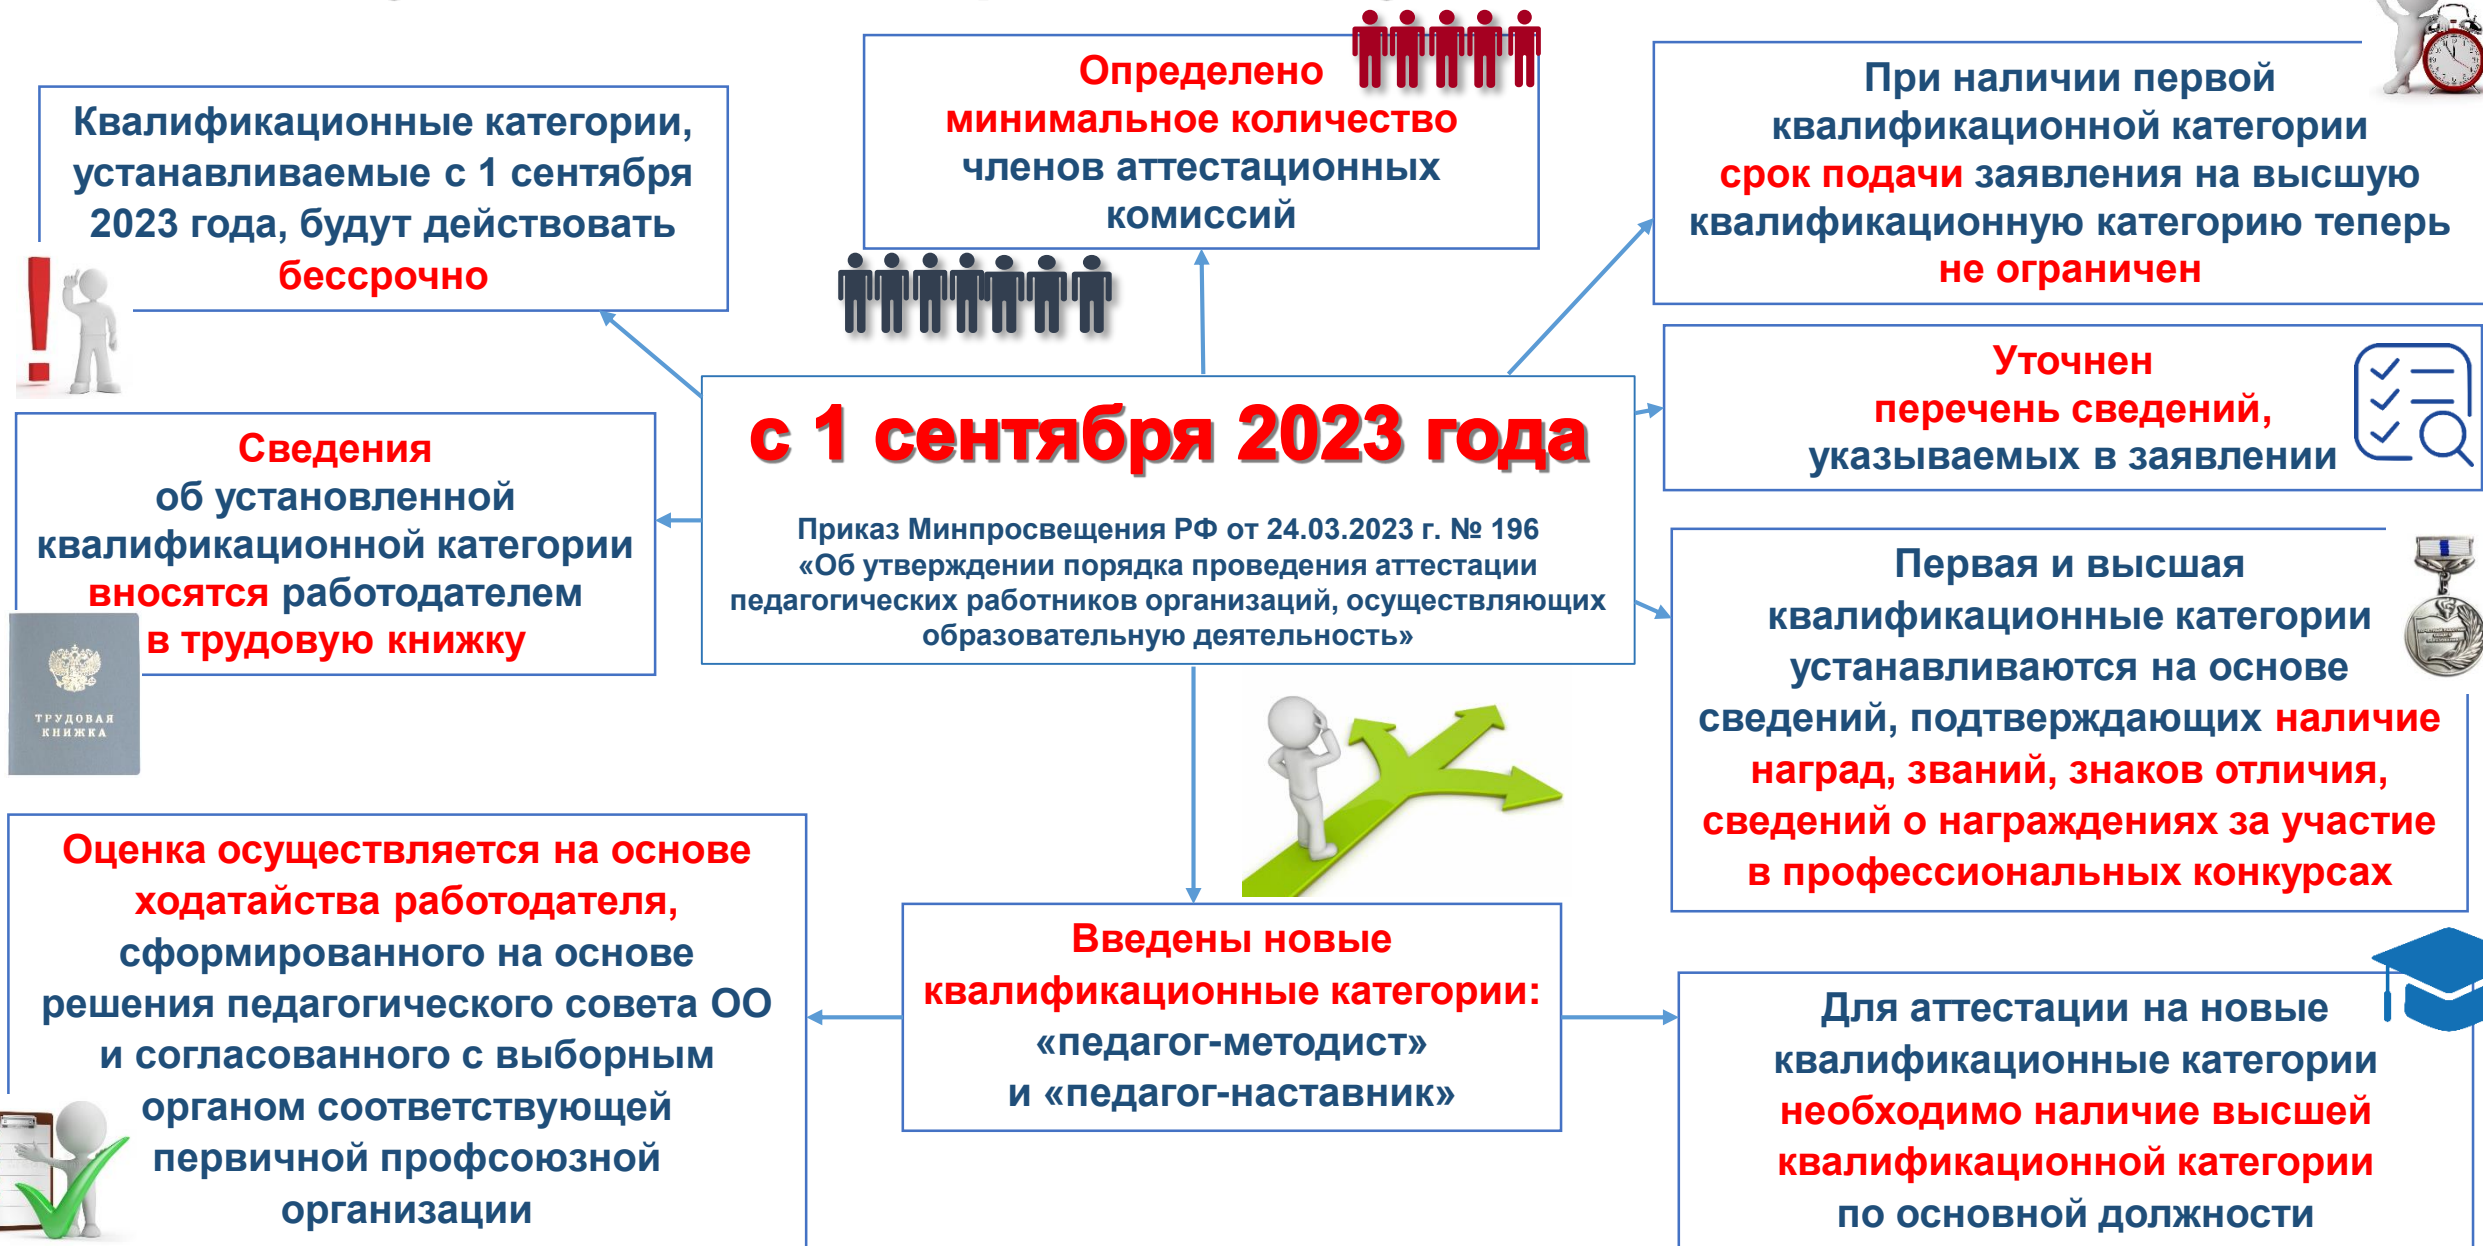 Квалификационные категории,
устанавливаемые с 1 сентября
2023 года, будут действовать
бессрочно
Определено
минимальное количество
членов аттестационных
комиссий
При наличии первой
квалификационной категории
срок подачи заявления на высшую
квалификационную категорию теперь
не ограничен
Уточнен
перечень сведений,
указываемых в заявлении
с 1 сентября 2023 года
Приказ Минпросвещения РФ от 24.03.2023 г. № 196
«Об утверждении порядка проведения аттестации
педагогических работников организаций, осуществляющих
образовательную деятельность»
Сведения
об установленной
квалификационной категории
вносятся работодателем
в трудовую книжку
ТРУДОВАЯ
КНИЖКА
Первая и высшая
квалификационные категории
устанавливаются на основе
сведений, подтверждающих наличие
наград, званий, знаков отличия,
сведений о награждениях за участие
в профессиональных конкурсах
Оценка осуществляется на основе
ходатайства работодателя,
сформированного на основе
решения педагогического совета ОО
и согласованного с выборным
органом соответствующей
первичной профсоюзной
организации
Введены новые
квалификационные категории:
«педагог-методист»
и «педагог-наставник»
Для аттестации на новые
квалификационные категории
необходимо наличие высшей
квалификационной категории
по основной должности